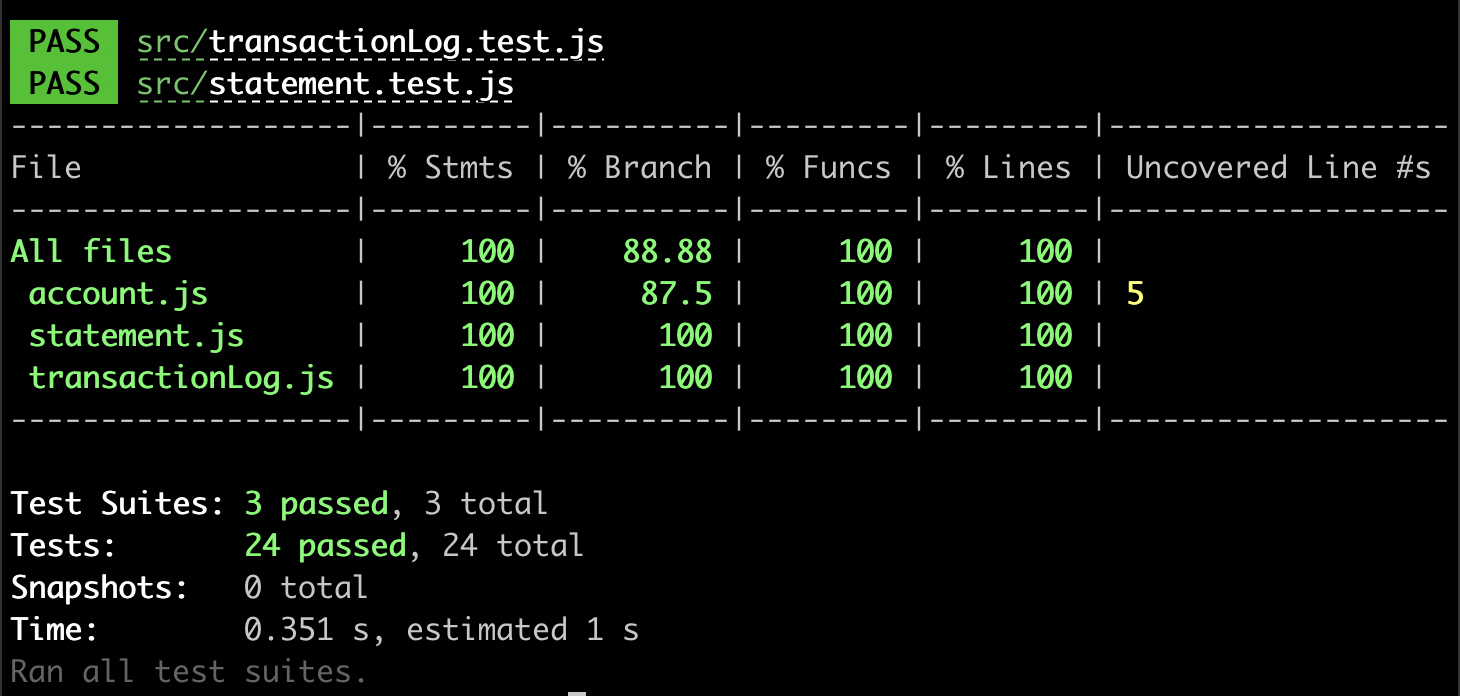 PASS src/transactionLog.test.js
PASS src/statement.test.js
-------------------|---------|----------|---------|---------|-------------------
File               | % Stmts | % Branch | % Funcs | % Lines | Uncovered Line #s
-------------------|---------|----------|---------|---------|-------------------
All files          |     100 |    88.88 |     100 |     100 |
 account.js        |     100 |     87.5 |     100 |     100 | 5
 statement.js      |     100 |      100 |     100 |     100 |
 transactionLog.js |     100 |      100 |     100 |     100 |
-------------------|---------|----------|---------|---------|-------------------
Test Suites: 3 passed, 3 total
Tests:       24 passed, 24 total
Snapshots:   0 total
Time:        0.351 s, estimated 1 s
Ran all test suites.